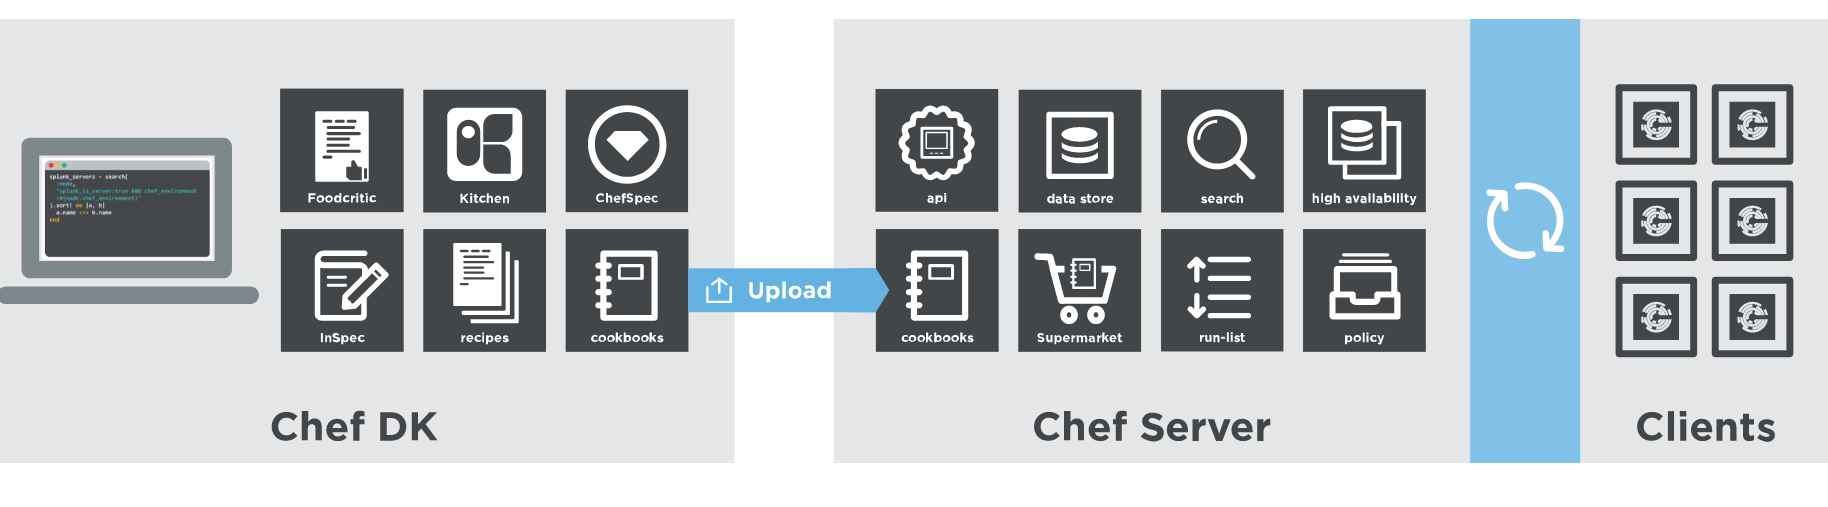 splunk_servers = search(
:node,
"splunk_is_server:true AND chef_environment
:#{node.chef_environment}"
).sort! do |a, b|
a.name <=> b.name
end
Foodcritic
Kitchen
ChefSpec
InSpec
recipes
cookbooks
Chef DK
Upload
api
data store
search
high availability
cookbooks
Supermarket
run-list
policy
Chef Server
Clients